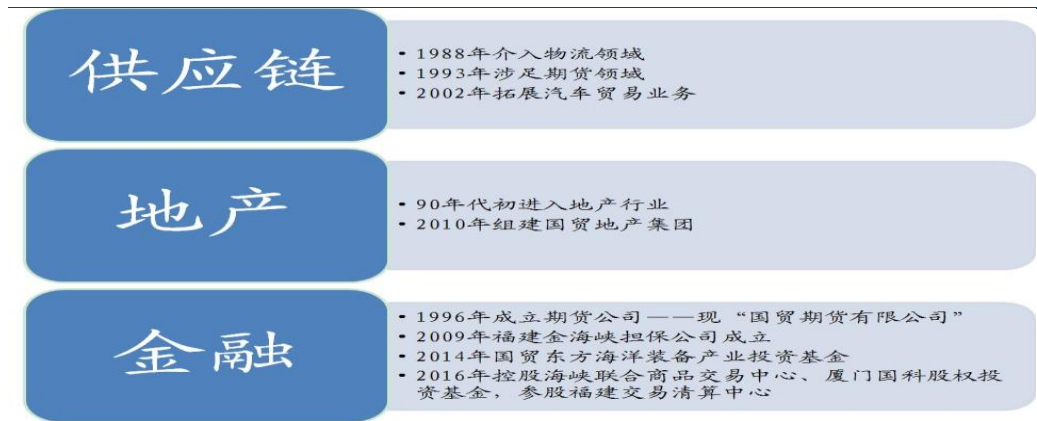 供应链
• 1988年介入物流领域
• 1993年涉足期货领域
• 2002年拓展汽车贸易业务
地产
• 90年代初进入地产行业
• 2010年组建国贸地产集团
金融
• 1996年成立期货公司——现“国贸期货有限公司”
• 2009年福建金海峡担保公司成立
• 2014年国贸东方海洋装备产业投资基金
• 2016年控股海峡联合商品交易中心、厦门国科股权投
资基金，参股福建交易清算中心